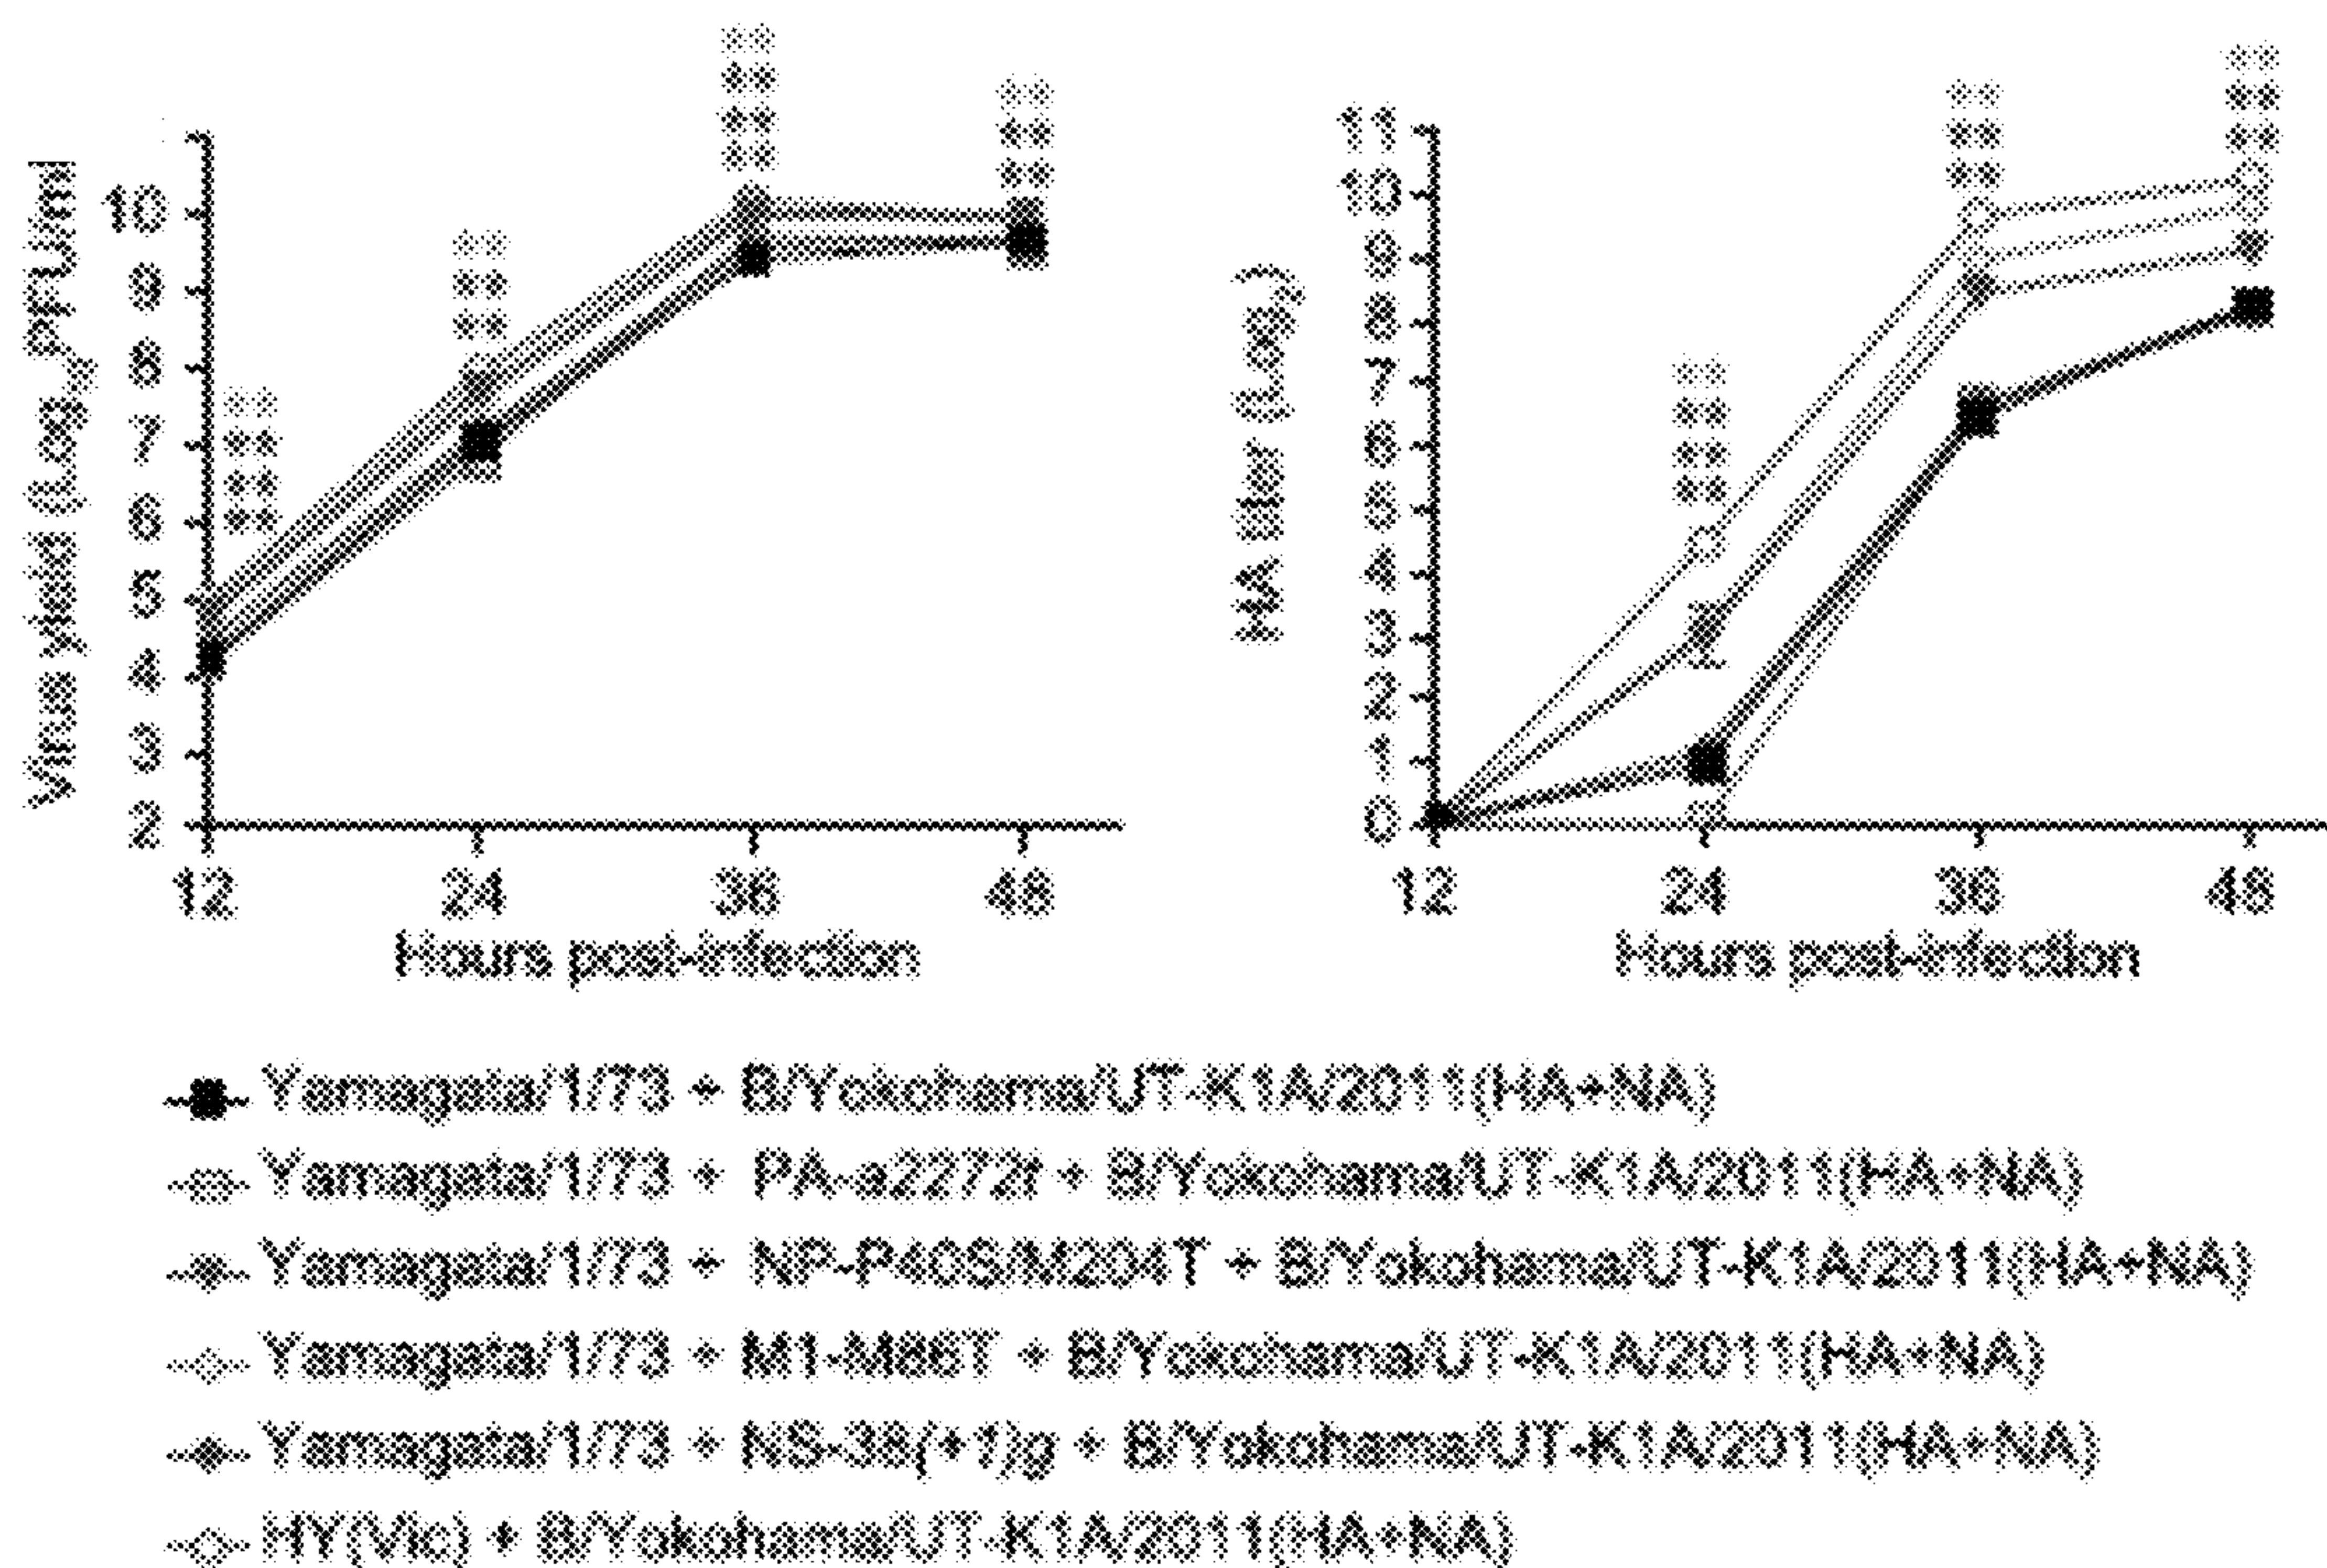 ** ** ** **
** ** **
** ** ** **
** ** **
Virus yield (Log10PFU/ml
10
9
8
7
6
5
4
3
2
12 24 36 48
Hours post-infection
** ** ** **
** ** **
** ** **
HA titer (Log2)
11
10
9
8
7
6
5
4
3
2
1
0
12 24 36 48
Hours post-infection
Yamagata/1/73 + B/Yokohama/UT-K1A/2011(HA+NA)
Yamagata/1/73 + PA-a2272t + B/Yokohama/UT-K1A/2011(HA+NA)
Yamagata/1/73 + NP-P40S/M204T + B/Yokohama/UT-K1A/2011(HA+NA)
Yamagata/1/73 + M1-M86T + B/Yokohama/UT-K1A/2011(HA+NA)
Yamagata/1/73 + NS-38(+1)g + B/Yokohama/UT-K1A/2011(HA+NA)
HY(Vic) + B/Yokohama/UT-K1A/2011(HA+NA)